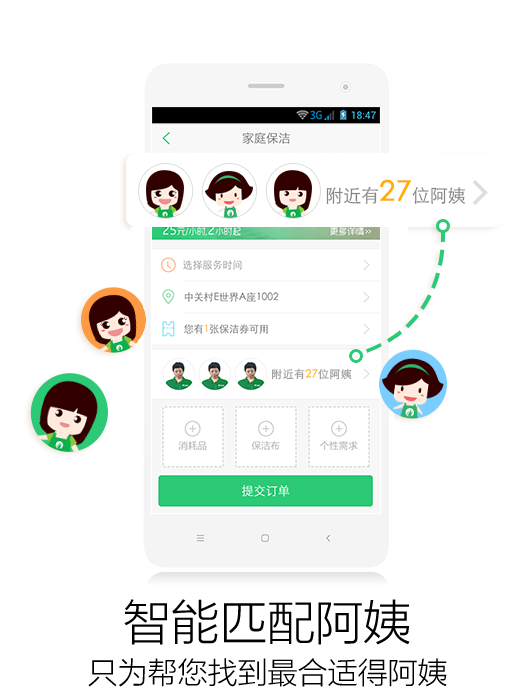 3G 18:47
家庭保洁
附近有27位阿姨
25元/小时,2小时起 更多详情>>
选择服务时间
中关村E世界A座1002
您有1张保洁券可用
附近有27位阿姨
消耗品 保洁布 个性需求
提交订单
智能匹配阿姨
只为帮您找到最合适得阿姨